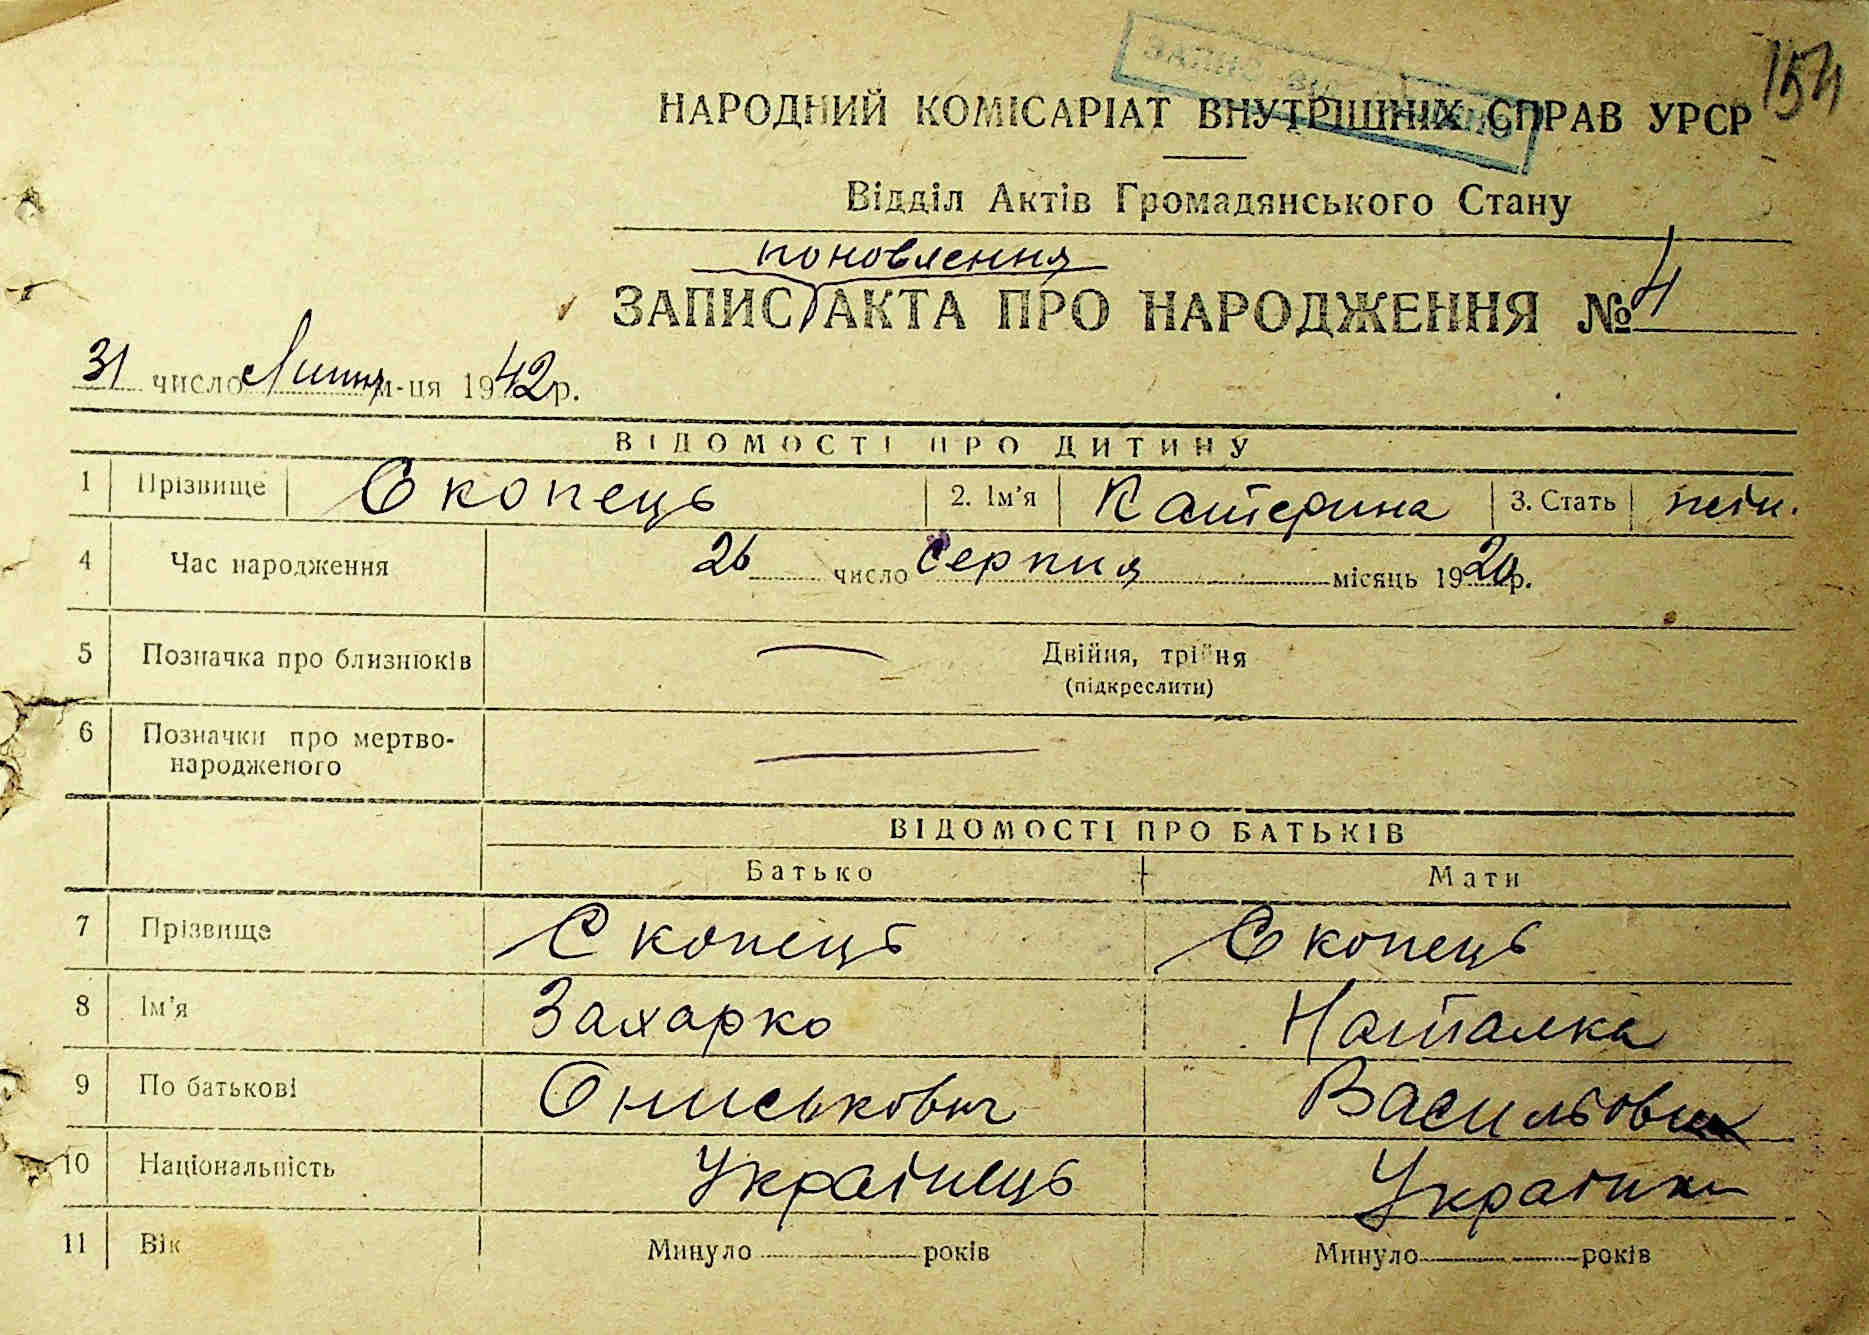 154
НАРОДНИЙ КОМІСАРІАТ ВНУТРІШНІХ СПРАВ УРСР
Відділ Актів Громадянського Стану
поновлення
ЗАПИС АКТА ПРО НАРОДЖЕННЯ № 4
31 число Липня м-ця 1942 р.
ВІДОМОСТІ ПРО ДИТИНУ
1 Прізвище Скопець 2. Ім'я Катерина 3. Стать жін.
4 Час народження 26 число Серпня місяць 1920 р.
5 Позначка про близнюків — Двійня, трійня
(підкреслити)
6 Позначки про мертво-
народженого —
ВІДОМОСТІ ПРО БАТЬКІВ
Батько Мати
7 Прізвище Скопець Скопець
8 Ім'я Захарко Наталка
9 По батькові Ониськович Васильовна
10 Національність Українець Українка
11 Вік Минуло років Минуло років